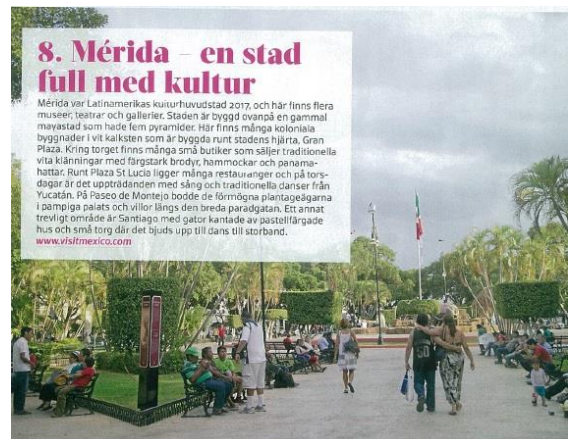 8. Mérida – en stad
full med kultur
Mérida var Latinamerikas kulturhuvudstad 2017, och här finns flera
museer, teatrar och gallerier. Staden är byggd ovanpå en gammal
mayastad som hade fem pyramider. Här finns många koloniala
byggnader i vit kalksten som är byggda runt stadens hjärta, Gran
Plaza. Kring torget finns många små butiker som säljer traditionella
vita klänningar med färgstark brodyr, hammockar och panama-
hattar. Runt Plaza St Lucia ligger många restauranger och på tors-
dagar är det uppträdanden med sång och traditionella danser från
Yucatán. På Paseo de Montejo bodde de förmögna plantageägarna
i pampiga palats och villor längs den breda paradgatan. Ett annat
trevligt område är Santiago med gator kantade av pastellfärgade
hus och små torg där det bjuds upp till dans till storband.
www.visitmexico.com
50